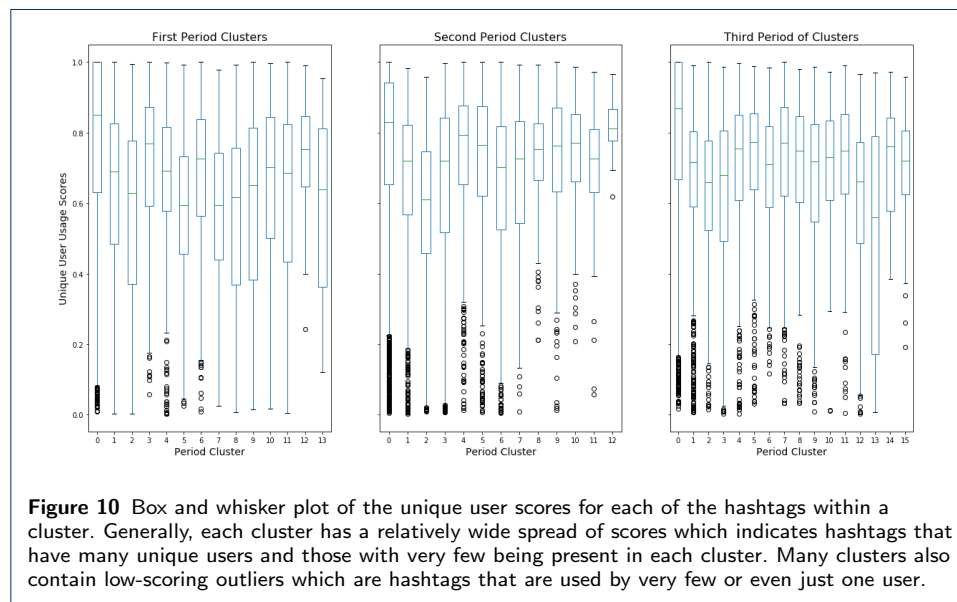 First Period Clusters
Second Period Clusters
Third Period of Clusters
Unique User Usage Scores
1.0
0.8
0.6
0.4
0.2
0.0
0 1 2 3 4 5 6 7 8 9 10 11 12 13
0 1 2 3 4 5 6 7 8 9 10 11 12
0 1 2 3 4 5 6 7 8 9 10 11 12 13 14 15
Period Cluster
Period Cluster
Period Cluster
Figure 10 Box and whisker plot of the unique user scores for each of the hashtags within a
cluster. Generally, each cluster has a relatively wide spread of scores which indicates hashtags that
have many unique users and those with very few being present in each cluster. Many clusters also
contain low-scoring outliers which are hashtags that are used by very few or even just one user.